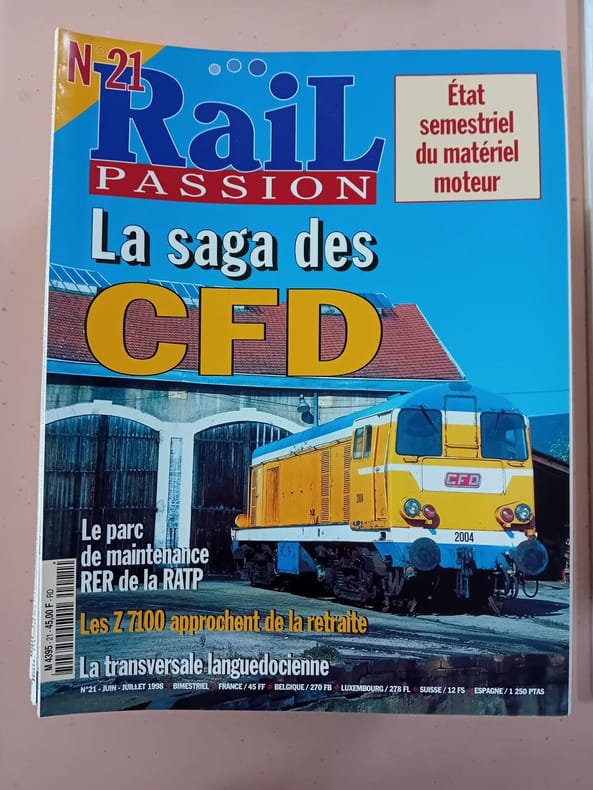 N°21
RaiL
PASSION
État
semestriel
du matériel
moteur
La saga des
CFD
2004
CFD
2004
Le parc
de maintenance
RER de la RATP
Les Z 7100 approchent de la retraite
La transversale languedocienne
M 4395 - 21 - 45,00 F - RD
N°21 - JUIN - JUILLET 1998 BIMESTRIEL FRANCE / 45 FF BELGIQUE / 270 FB LUXEMBOURG / 278 FL SUISSE / 12 FS ESPAGNE / 1 250 PTAS